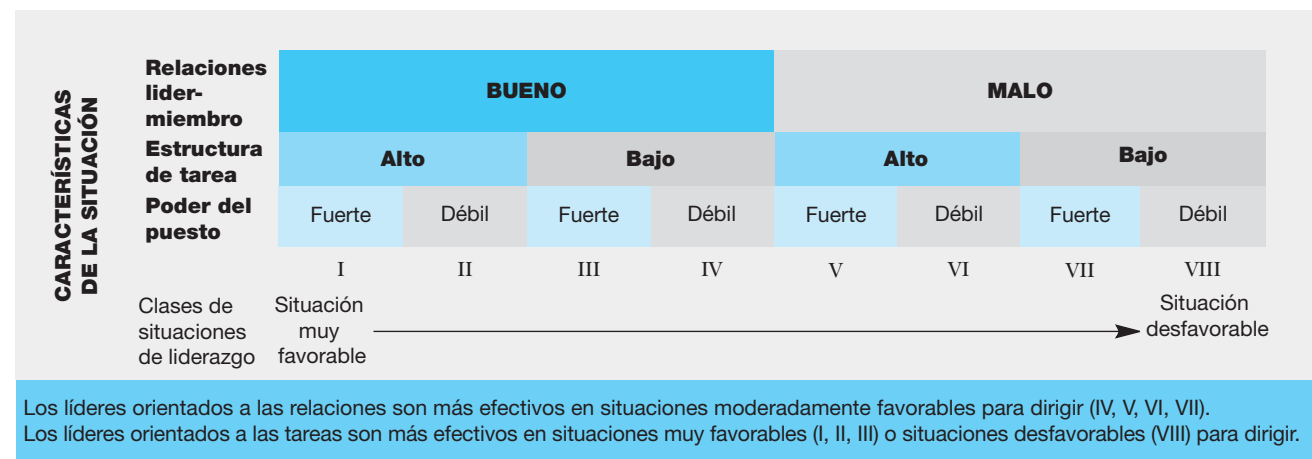 CARACTERÍSTICAS
DE LA SITUACIÓN
Relaciones
lider-
miembro
BUENO
MALO
Estructura
de tarea
Alto
Bajo
Alto
Bajo
Poder del
puesto
Fuerte
Débil
Fuerte
Débil
Fuerte
Débil
Fuerte
Débil
I
II
III
IV
V
VI
VII
VIII
Clases de
situaciones
de liderazgo
Situación
muy
favorable
Situación
desfavorable
Los líderes orientados a las relaciones son más efectivos en situaciones moderadamente favorables para dirigir (IV, V, VI, VII).
Los líderes orientados a las tareas son más efectivos en situaciones muy favorables (I, II, III) o situaciones desfavorables (VIII) para dirigir.